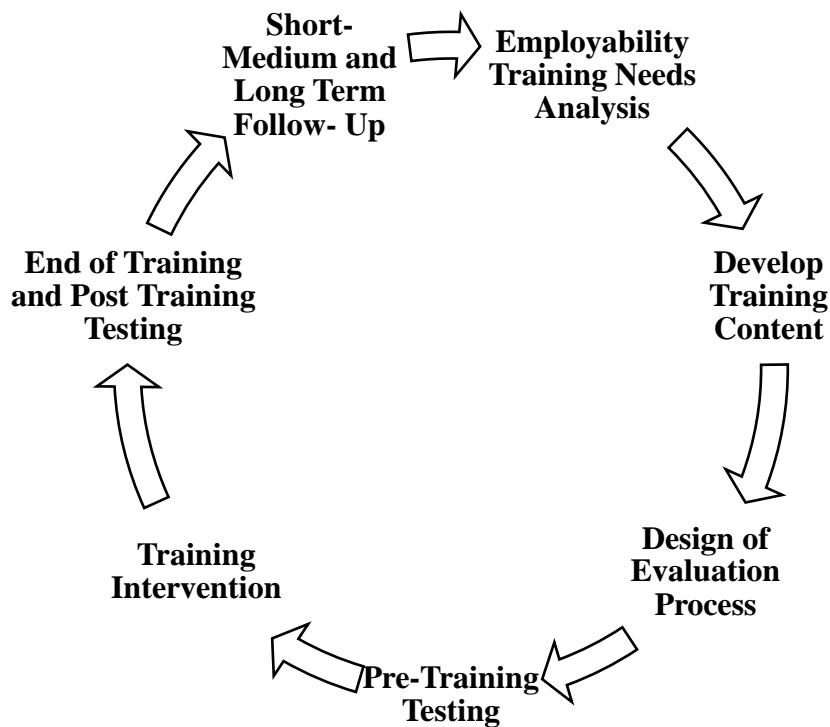 Short-
Medium and
Long Term
Follow- Up
Employability
Training Needs
Analysis
Develop
Training
Content
Design of
Evaluation
Process
Pre-Training
Testing
Training
Intervention
End of Training
and Post Training
Testing